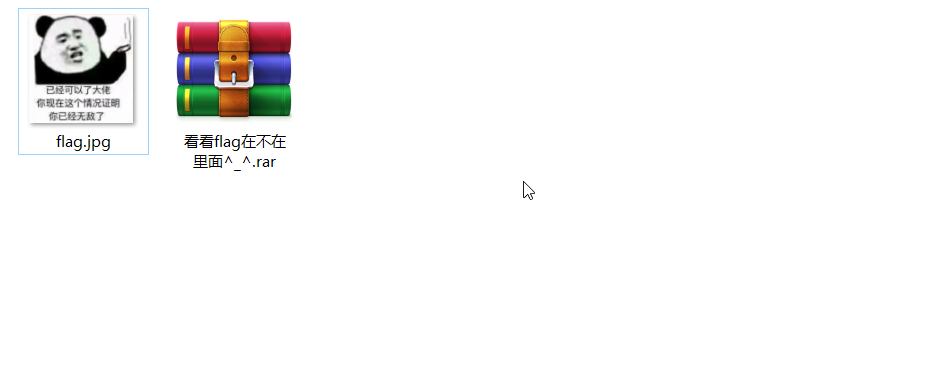 已经可以了大佬
你现在这个情况证明
你已经无敌了
flag.jpg
看看flag在不在
里面^_^.rar